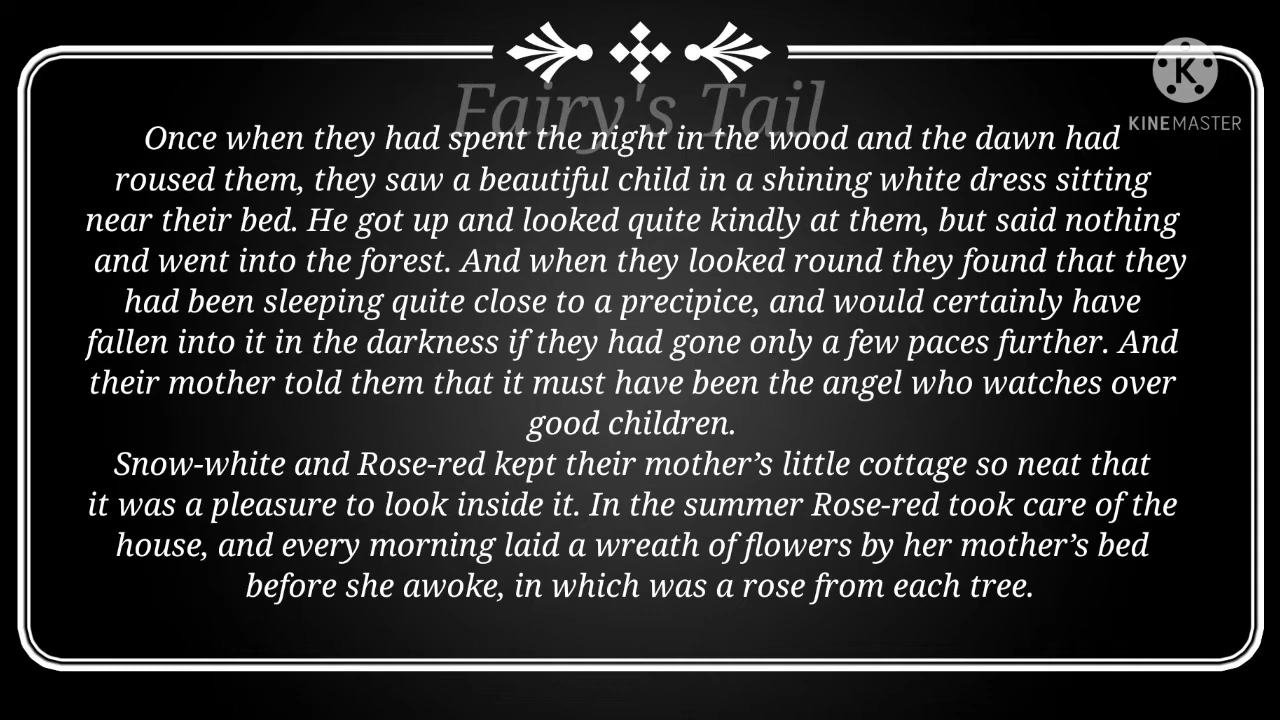 Fairy's Tail
K
KINEMASTER
Once when they had spent the night in the wood and the dawn had
roused them, they saw a beautiful child in a shining white dress sitting
near their bed. He got up and looked quite kindly at them, but said nothing
and went into the forest. And when they looked round they found that they
had been sleeping quite close to a precipice, and would certainly have
fallen into it in the darkness if they had gone only a few paces further. And
their mother told them that it must have been the angel who watches over
good children.
Snow-white and Rose-red kept their mother’s little cottage so neat that
it was a pleasure to look inside it. In the summer Rose-red took care of the
house, and every morning laid a wreath of flowers by her mother’s bed
before she awoke, in which was a rose from each tree.